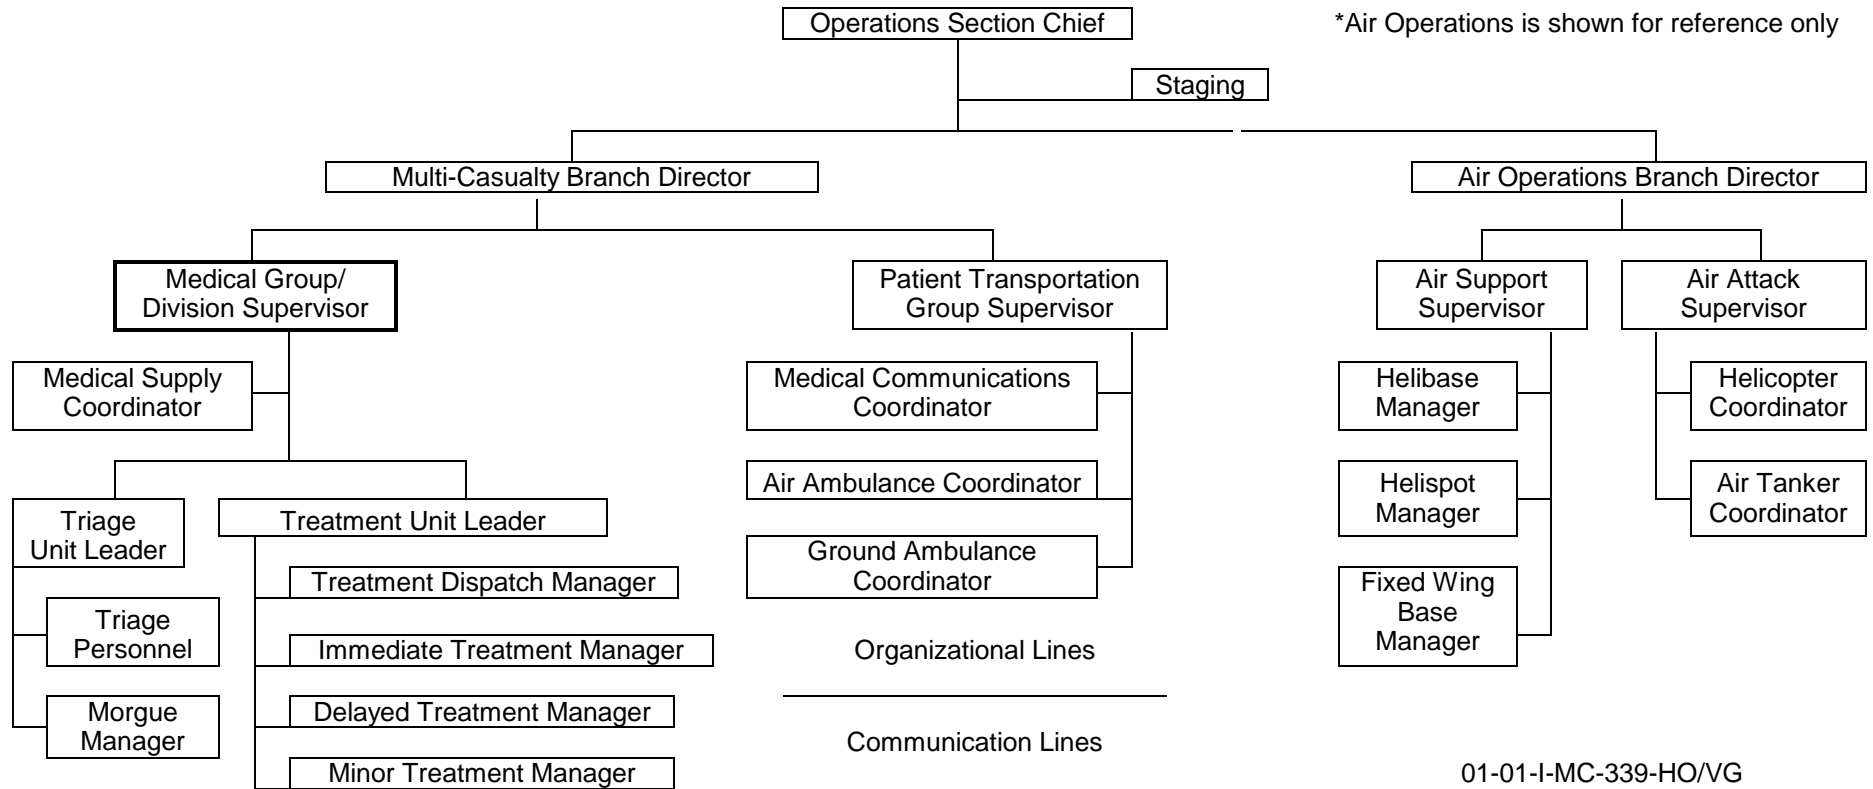 Operations Section Chief
*Air Operations is shown for reference only
Staging
Multi-Casualty Branch Director
Air Operations Branch Director
Medical Group/
Division Supervisor
Patient Transportation
Group Supervisor
Air Support
Supervisor
Air Attack
Supervisor
Medical Supply
Coordinator
Medical Communications
Coordinator
Helibase
Manager
Helicopter
Coordinator
Air Ambulance Coordinator
Helispot
Manager
Air Tanker
Coordinator
Triage
Unit Leader
Treatment Unit Leader
Ground Ambulance
Coordinator
Treatment Dispatch Manager
Fixed Wing
Base
Manager
Triage
Personnel
Immediate Treatment Manager
Organizational Lines
Morgue
Manager
Delayed Treatment Manager
Communication Lines
Minor Treatment Manager
01-01-I-MC-339-HO/VG